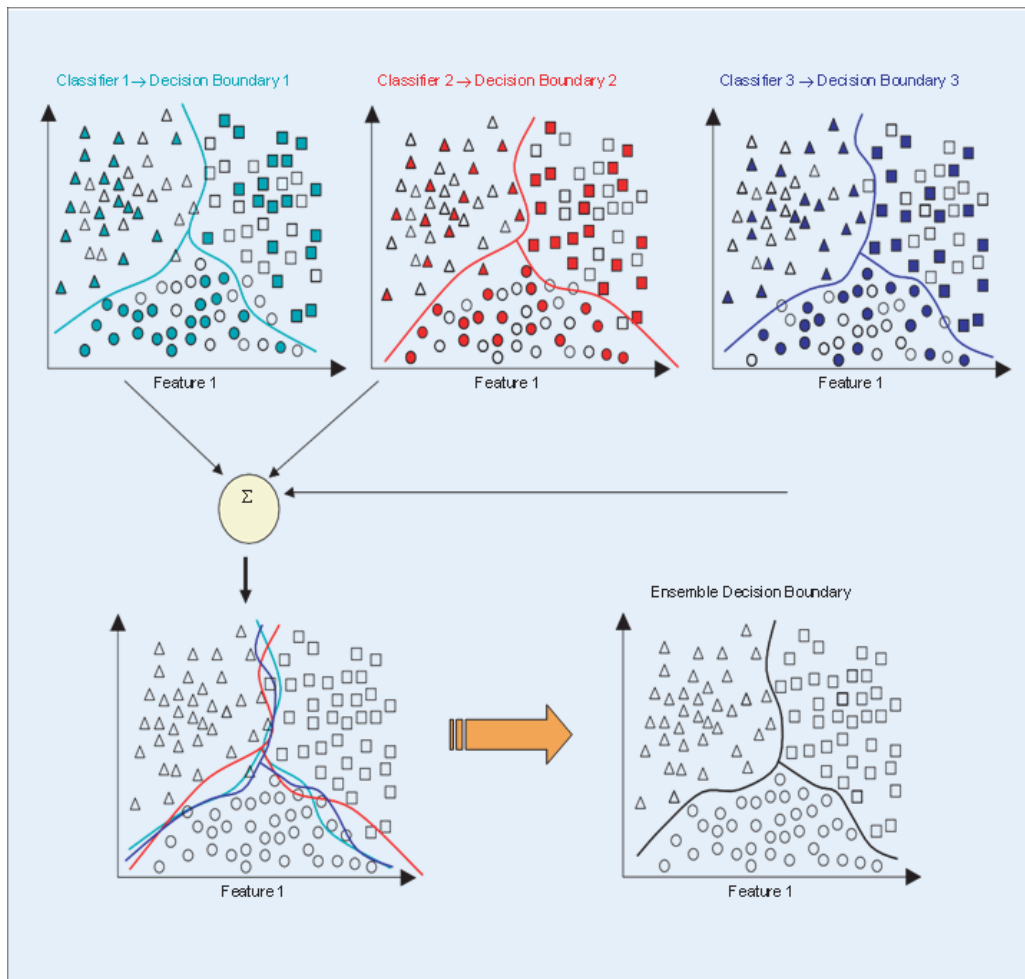 Classifier 1 → Decision Boundary 1
Classifier 2 → Decision Boundary 2
Classifier 3 → Decision Boundary 3
Feature 1
Feature 1
Feature 1
Σ
Ensemble Decision Boundary
Feature 1
Feature 1